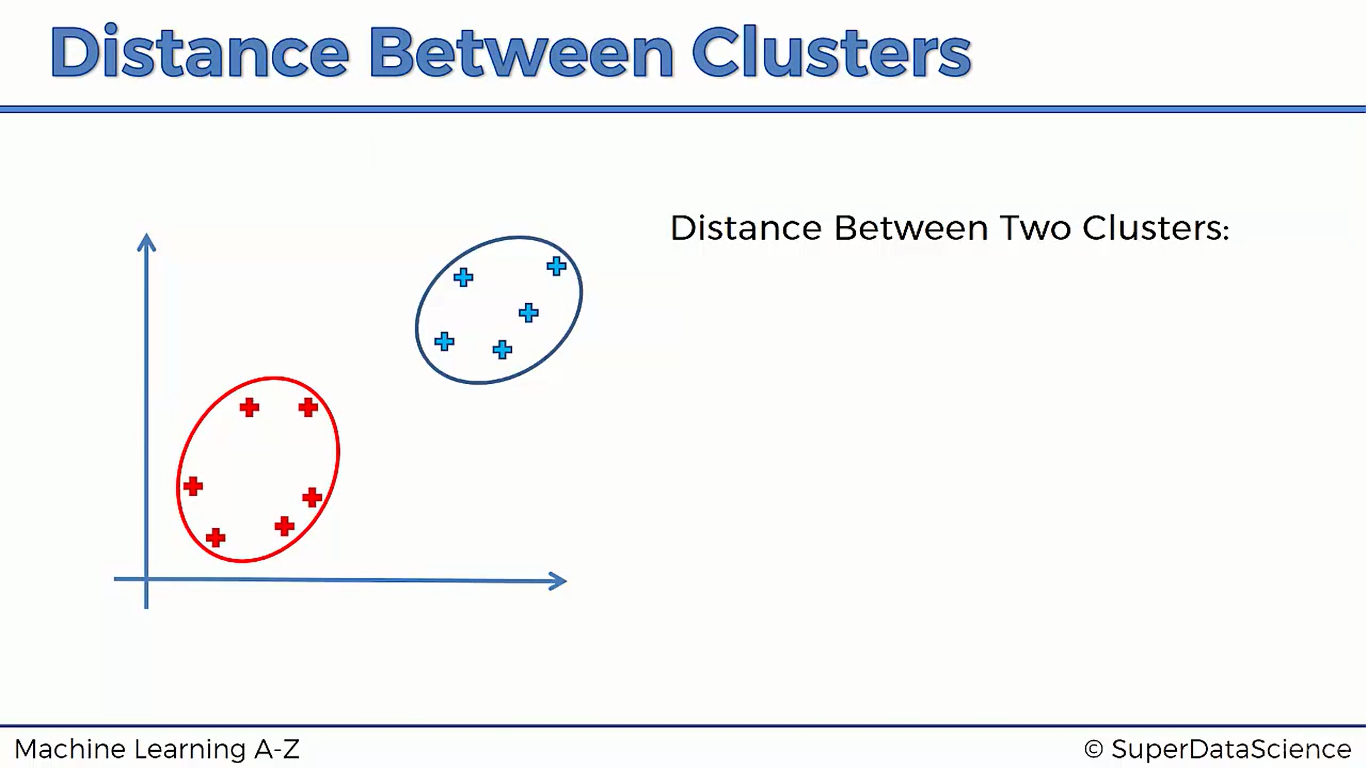 Distance Between Clusters
Distance Between Two Clusters:
Machine Learning A-Z
© SuperDataScience